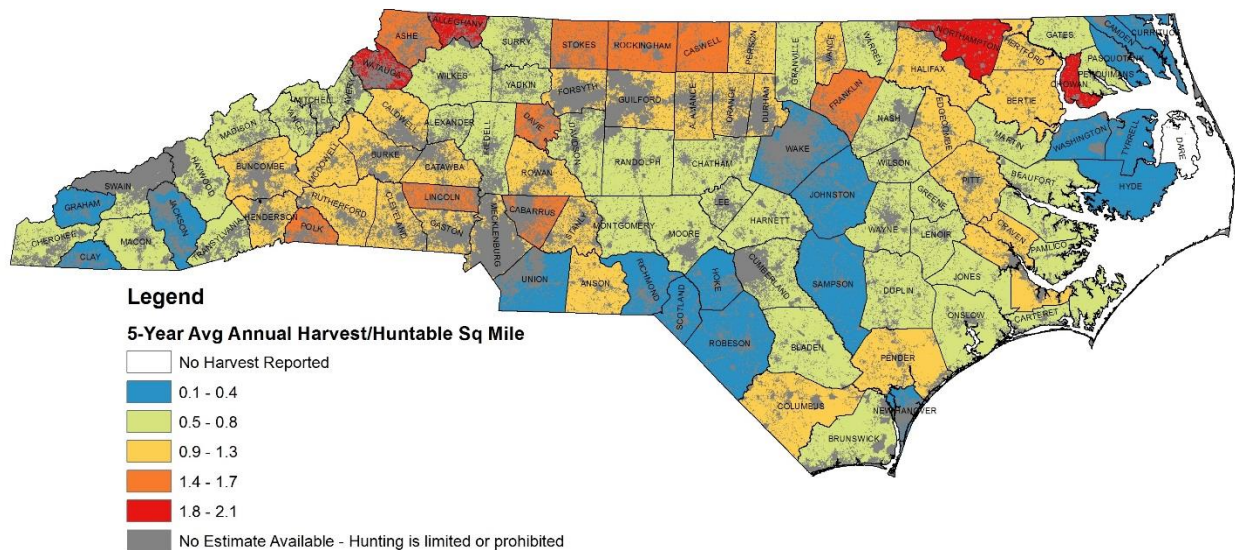 ALLEGHANY
ASHE
SURRY
STOKES
ROCKINGHAM
CASWELL
PERSON
GRANVILLE
VANCE
WARREN
NORTHAMPTON
HERTFORD
GATES
CAMDEN
CURRITUCK
PASQUOTANK
PERQUIMANS
CHOWAN
WATAUGA
WILKES
YADKIN
FORSYTH
GUILFORD
ALAMANCE
ORANGE
DURHAM
FRANKLIN
HALIFAX
BERTIE
MITCHELL
AVERY
YANCEY
MADISON
CALDWELL
ALEXANDER
IREDELL
DAVIE
DAVIDSON
RANDOLPH
CHATHAM
WAKE
NASH
EDGECOMBE
MARTIN
WASHINGTON
TYRRELL
DARE
HAYWOOD
BUNCOMBE
MCDOWELL
BURKE
CATAWBA
ROWAN
WILSON
PITT
BEAUFORT
HYDE
SWAIN
GRAHAM
JACKSON
HENDERSON
RUTHERFORD
POLK
CLEVELAND
LINCOLN
GASTON
MECKLENBURG
CABARRUS
STANLY
MONTGOMERY
MOORE
LEE
HARNETT
JOHNSTON
GREENE
WAYNE
LENOIR
CRAVEN
PAMLICO
CHEROKEE
MACON
CLAY
TRANSYLVANIA
UNION
ANSON
RICHMOND
SCOTLAND
HOKE
CUMBERLAND
SAMPSON
DUPLIN
JONES
ONSLOW
CARTERET
ROBESON
BLADEN
PENDER
COLUMBUS
NEW HANOVER
BRUNSWICK
Legend
5-Year Avg Annual Harvest/Huntable Sq Mile
No Harvest Reported
0.1 - 0.4
0.5 - 0.8
0.9 - 1.3
1.4 - 1.7
1.8 - 2.1
No Estimate Available - Hunting is limited or prohibited